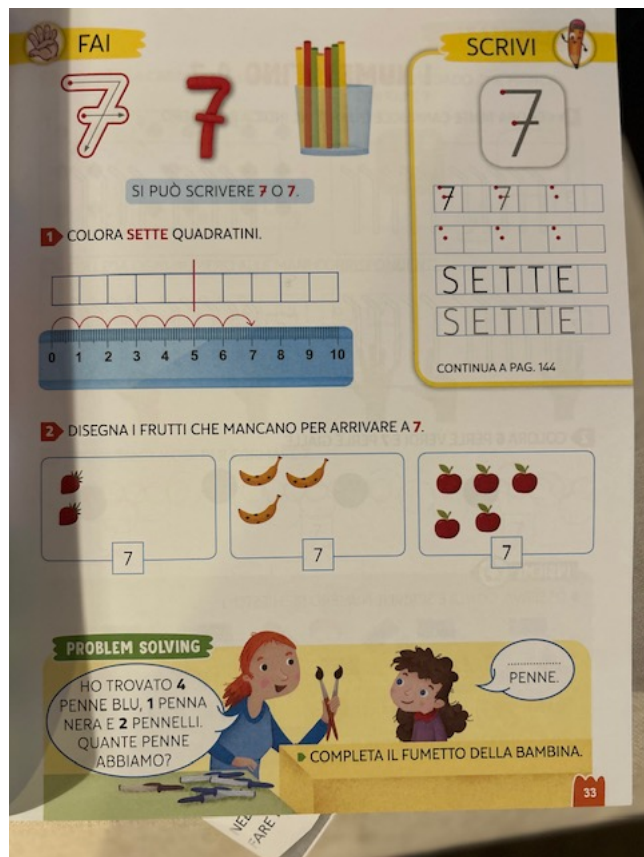 FAI
7 7
SI PUÒ SCRIVERE 7 O 7.
1 COLORA SETTE QUADRATINI.
0 1 2 3 4 5 6 7 8 9 10
SCRIVI
7
7 7
SETTE
SETTE
CONTINUA A PAG. 144
2 DISEGNA I FRUTTI CHE MANCANO PER ARRIVARE A 7.
7 7 7
PROBLEM SOLVING
HO TROVATO 4
PENNE BLU, 1 PENNA
NERA E 2 PENNELLI.
QUANTE PENNE
ABBIAMO?
..............
PENNE.
COMPLETA IL FUMETTO DELLA BAMBINA.
33